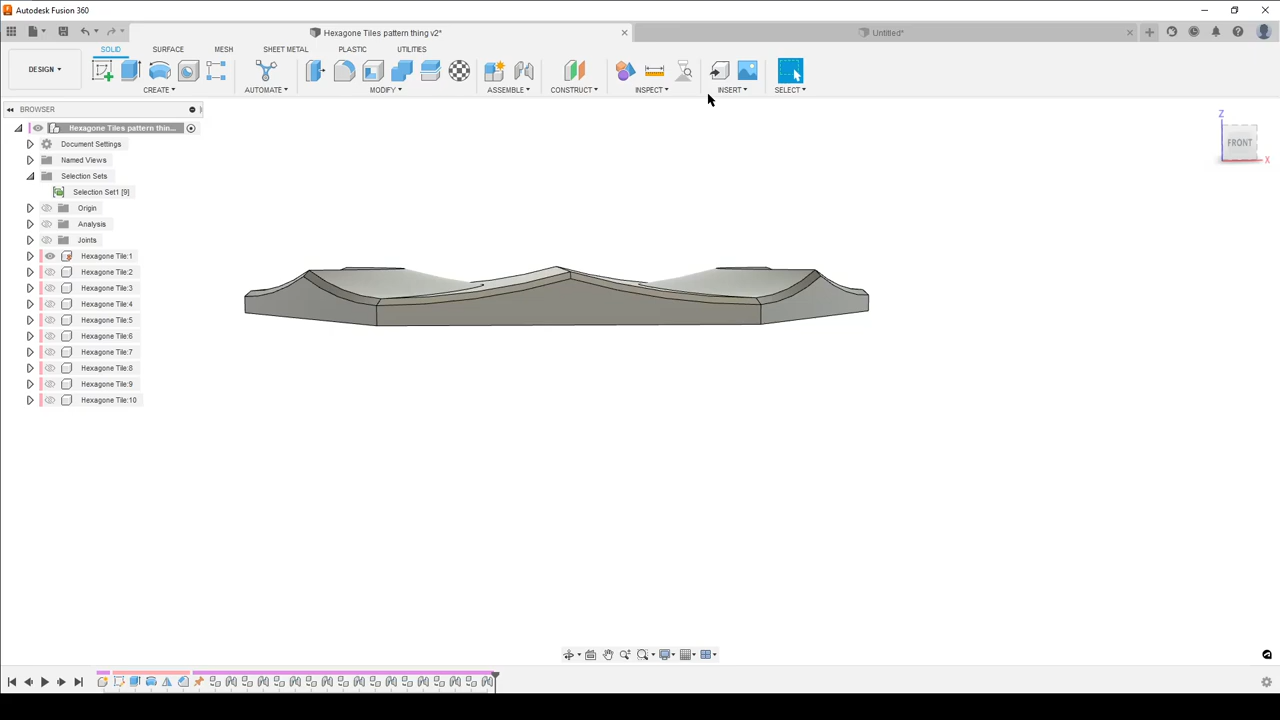 Autodesk Fusion 360
Hexagone Tiles pattern thing v2*
Untitled*
SOLID SURFACE MESH SHEET METAL PLASTIC UTILITIES
DESIGN
CREATE AUTOMATE MODIFY ASSEMBLE CONSTRUCT INSPECT INSERT SELECT
BROWSER
Hexagone Tiles pattern thin...
Document Settings
Named Views
Selection Sets
Selection Set1 [9]
Origin
Analysis
Joints
Hexagone Tile:1
Hexagone Tile:2
Hexagone Tile:3
Hexagone Tile:4
Hexagone Tile:5
Hexagone Tile:6
Hexagone Tile:7
Hexagone Tile:8
Hexagone Tile:9
Hexagone Tile:10
Z
FRONT
X